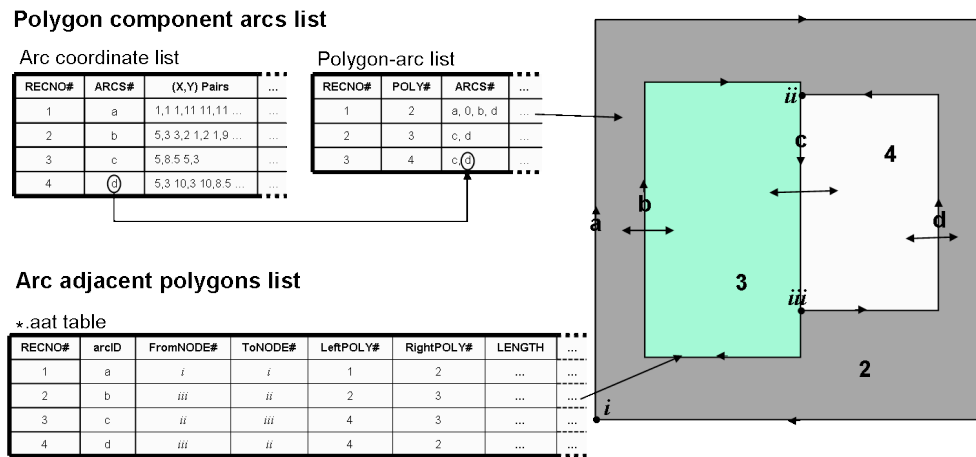 Polygon component arcs list
Arc coordinate list
RECNO# ARCS# (X,Y) Pairs ...
1 a 1,1 1,11 11,11 ... ...
2 b 5,3 3,2 1,2 1,9 ... ...
3 c 5,8.5 5,3 ...
4 d 5,3 10,3 10,8.5 ... ...
Polygon-arc list
RECNO# POLY# ARCS# ...
1 2 a, 0, b, d ...
2 3 c, d ...
3 4 c, d ...
Arc adjacent polygons list
*.aat table
RECNO# arcID FromNODE# ToNODE# LeftPOLY# RightPOLY# LENGTH ...
1 a i i 1 2 ... ...
2 b iii ii 2 3 ... ...
3 c ii iii 4 3 ... ...
4 d iii ii 4 2 ... ...
ii
c
4
b
a
d
3
iii
2
i